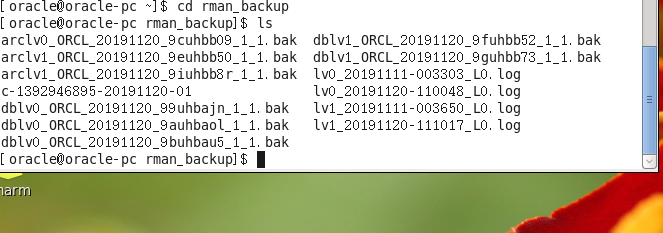 [oracle@oracle-pc ~]$ cd rman_backup
[oracle@oracle-pc rman_backup]$ ls
arclv0_ORCL_20191120_9cuhbb09_1_1.bak dblv1_ORCL_20191120_9fuhbb52_1_1.bak
arclv1_ORCL_20191120_9euhbb50_1_1.bak dblv1_ORCL_20191120_9guhbb73_1_1.bak
arclv1_ORCL_20191120_9iuhbb8r_1_1.bak lv0_20191111-003303_L0.log
c-1392946895-20191120-01 lv0_20191120-110048_L0.log
dblv0_ORCL_20191120_99uhbajn_1_1.bak lv1_20191111-003650_L0.log
dblv0_ORCL_20191120_9auhbaol_1_1.bak lv1_20191120-111017_L0.log
dblv0_ORCL_20191120_9buhbau5_1_1.bak
[oracle@oracle-pc rman_backup]$
harm